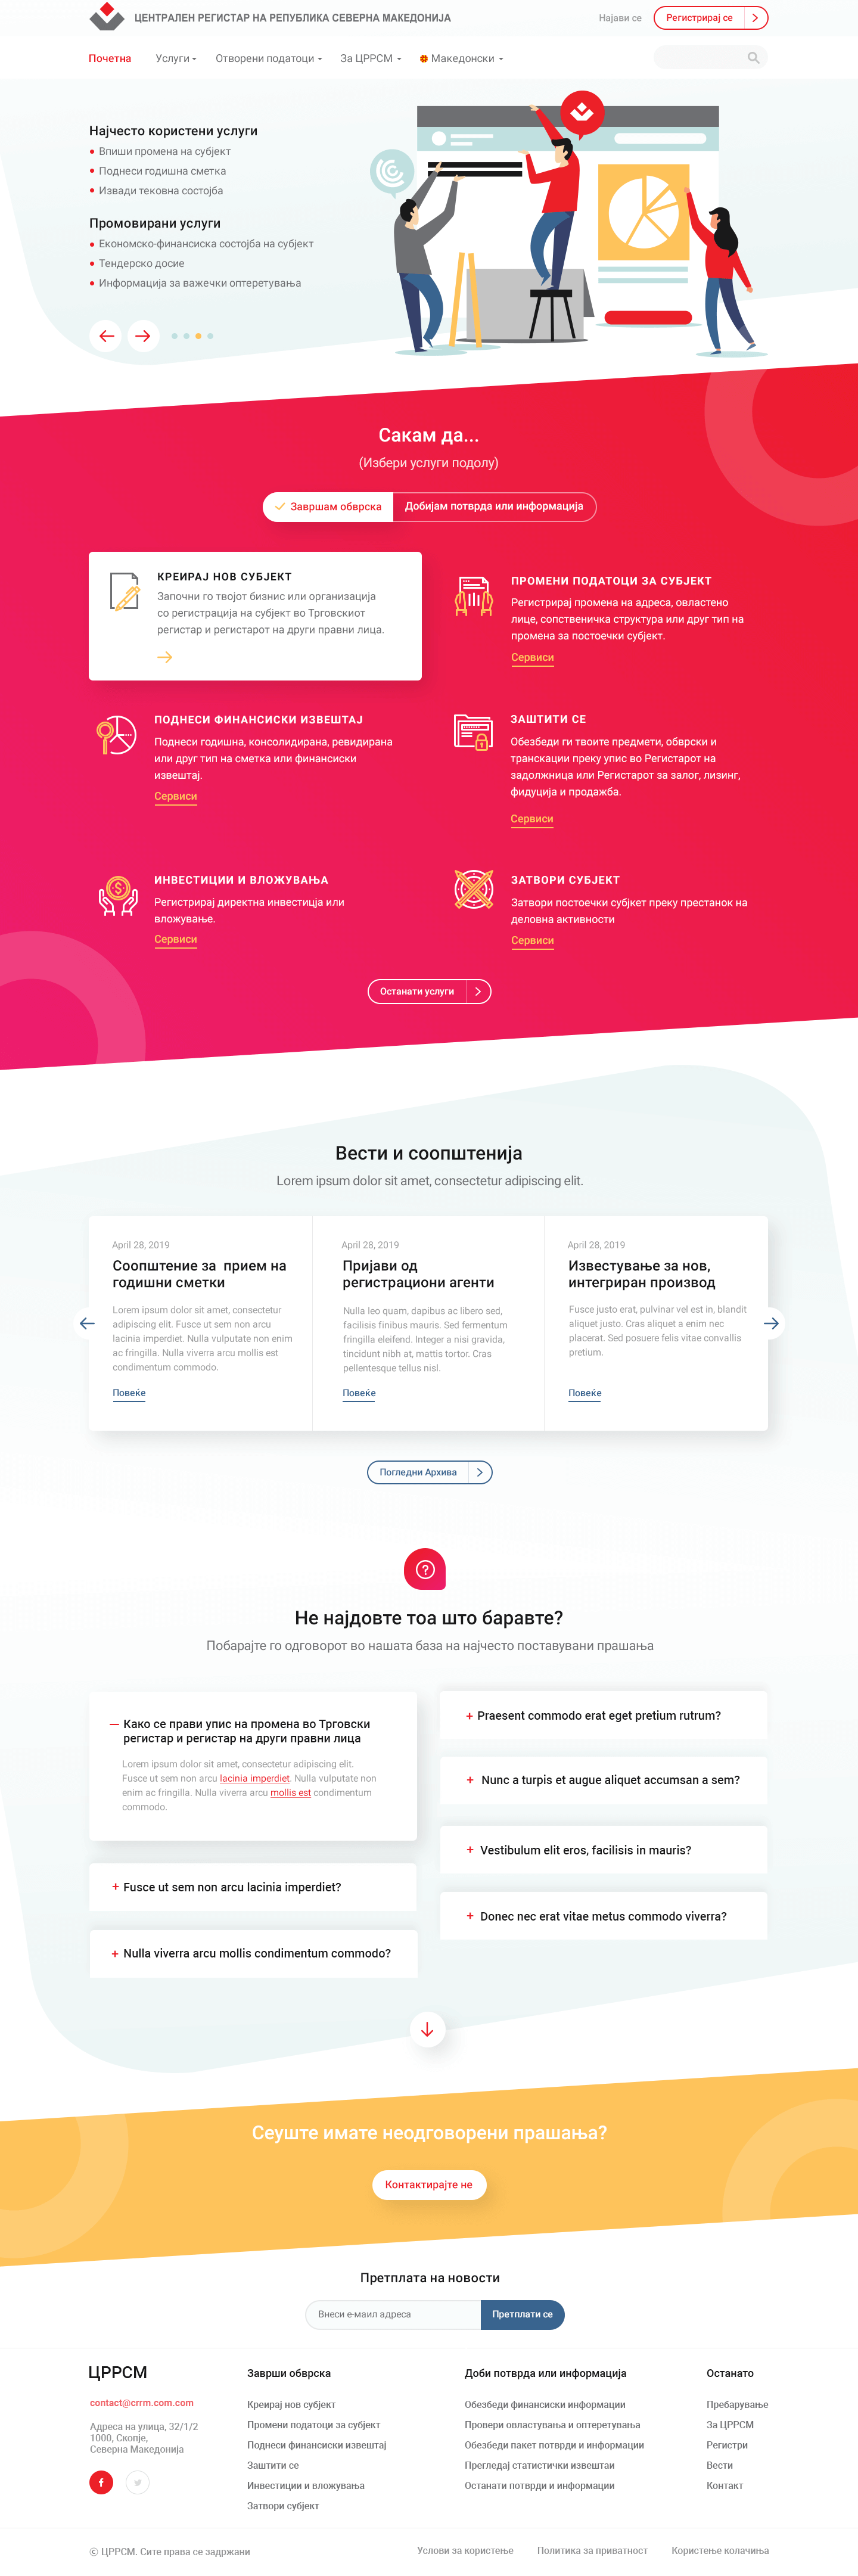 ЦЕНТРАЛЕН РЕГИСТАР НА РЕПУБЛИКА СЕВЕРНА МАКЕДОНИЈА
Најави се
Регистрирај се
Почетна
Услуги
Отворени податоци
За ЦРРСМ
Македонски
Најчесто користени услуги
Впиши промена на субјект
Поднеси годишна сметка
Извади тековна состојба
Промовирани услуги
Економско-финансиска состојба на субјект
Тендерско досие
Информација за важечки оптеретувања
Сакам да...
(Избери услуги подолу)
Завршам обврска
Добијам потврда или информација
КРЕИРАЈ НОВ СУБЈЕКТ
Започни го твојот бизнис или организација
со регистрација на субјект во Трговскиот
регистар и регистарот на други правни лица.
ПРОМЕНИ ПОДАТОЦИ ЗА СУБЈЕКТ
Регистрирај промена на адреса, овластено
лице, сопственичка структура или друг тип на
промена за постоечки субјект.
Сервиси
ПОДНЕСИ ФИНАНСИСКИ ИЗВЕШТАЈ
Поднеси годишна, консолидирана, ревидирана
или друг тип на сметка или финансиски
извештај.
Сервиси
ЗАШТИТИ СЕ
Обезбеди ги твоите предмети, обврски и
транскации преку упис во Регистарот на
задолжница или Регистарот за залог, лизинг,
фидуција и продажба.
Сервиси
ИНВЕСТИЦИИ И ВЛОЖУВАЊА
Регистрирај директна инвестиција или
вложување.
Сервиси
ЗАТВОРИ СУБЈЕКТ
Затвори постоечки субјкет преку престанок на
деловна активности
Сервиси
Останати услуги
Вести и соопштенија
Lorem ipsum dolor sit amet, consectetur adipiscing elit.
April 28, 2019
Соопштение за прием на
годишни сметки
Lorem ipsum dolor sit amet, consectetur
adipiscing elit. Fusce ut sem non arcu
lacinia imperdiet. Nulla vulputate non enim
ac fringilla. Nulla viverra arcu mollis est
condimentum commodo.
Повеќе
April 28, 2019
Пријави од
регистрациони агенти
Nulla leo quam, dapibus ac libero sed,
facilisis finibus mauris. Sed fermentum
fringilla eleifend. Integer a nisi gravida,
tincidunt nibh at, mattis tortor. Cras
pellentesque tellus nisl.
Повеќе
April 28, 2019
Известување за нов,
интегриран производ
Fusce justo erat, pulvinar vel est in, blandit
aliquet justo. Cras aliquet a enim nec
placerat. Sed posuere felis vitae convallis
pretium.
Повеќе
Погледни Архива
Не најдовте тоа што баравте?
Побарајте го одговорот во нашата база на најчесто поставувани прашања
Како се прави упис на промена во Трговски
регистар и регистар на други правни лица
Lorem ipsum dolor sit amet, consectetur adipiscing elit.
Fusce ut sem non arcu lacinia imperdiet. Nulla vulputate non
enim ac fringilla. Nulla viverra arcu mollis est condimentum
commodo.
Fusce ut sem non arcu lacinia imperdiet?
Nulla viverra arcu mollis condimentum commodo?
Praesent commodo erat eget pretium rutrum?
Nunc a turpis et augue aliquet accumsan a sem?
Vestibulum elit eros, facilisis in mauris?
Donec nec erat vitae metus commodo viverra?
Сеуште имате неодговорени прашања?
Контактирајте не
Претплата на новости
Внеси е-маил адреса
Претплати се
ЦРРСМ
contact@crrm.com.com
Адреса на улица, 32/1/2
1000, Скопје,
Северна Македонија
Заврши обврска
Креирај нов субјект
Промени податоци за субјект
Поднеси финансиски извештај
Заштити се
Инвестиции и вложувања
Затвори субјект
Доби потврда или информација
Обезбеди финансиски информации
Провери овластувања и оптеретувања
Обезбеди пакет потврди и информации
Прегледај статистички извештаи
Останати потврди и информации
Останато
Пребарување
За ЦРРСМ
Регистри
Вести
Контакт
© ЦРРСМ. Сите права се задржани
Услови за користење
Политика за приватност
Користење колачиња